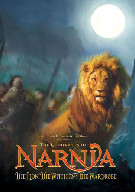 THE CHRONICLES OF
NARNIA
THE LION, THE WITCH AND THE WARDROBE